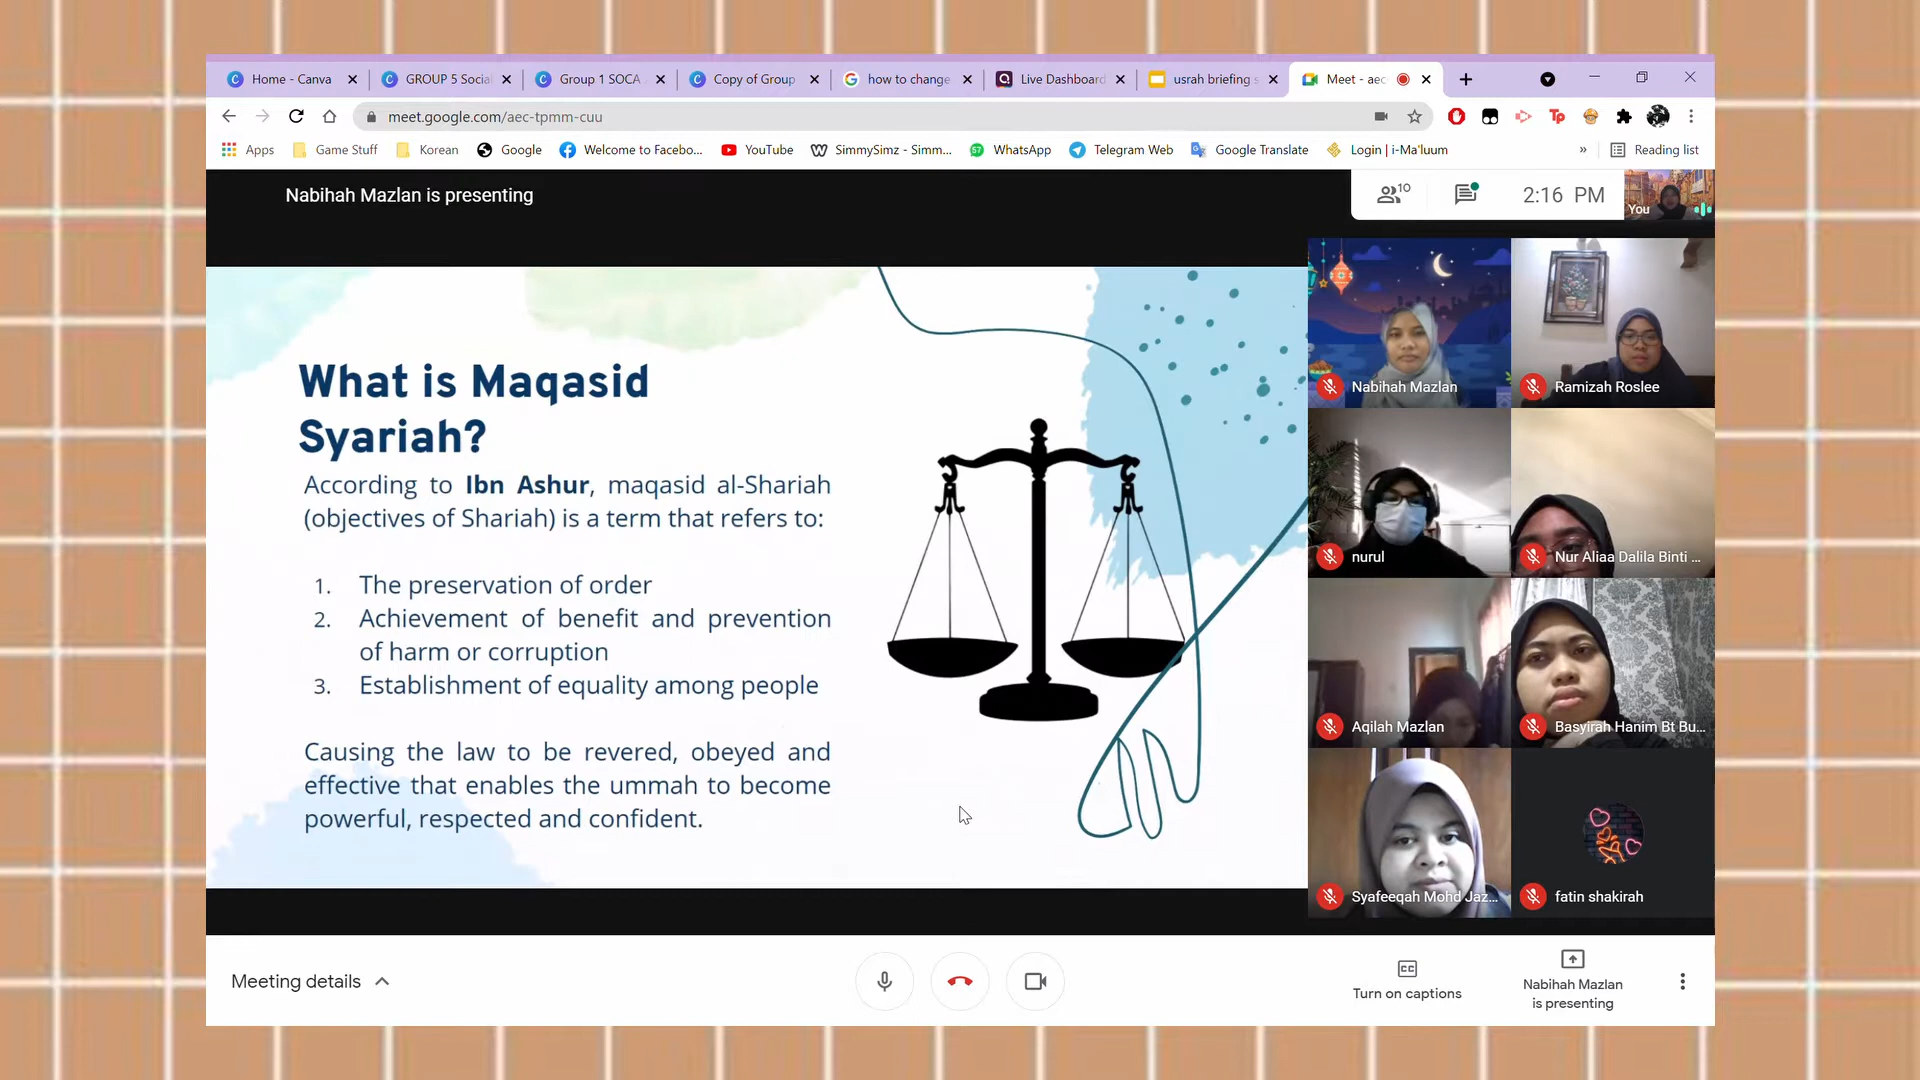 Home - Canva
GROUP 5 Socia
Group 1 SOCA
Copy of Group
how to change
Live Dashboard
usrah briefing s
Meet - aec
meet.google.com/aec-tpmm-cuu
Apps
Game Stuff
Korean
Google
Welcome to Facebo...
YouTube
SimmySimz - Simm...
WhatsApp
Telegram Web
Google Translate
Login | i-Ma'luum
»
Reading list
Nabihah Mazlan is presenting
10
2:16 PM
You
What is Maqasid
Syariah?
According to Ibn Ashur, maqasid al-Shariah
(objectives of Shariah) is a term that refers to:
1. The preservation of order
2. Achievement of benefit and prevention
of harm or corruption
3. Establishment of equality among people
Causing the law to be revered, obeyed and
effective that enables the ummah to become
powerful, respected and confident.
Nabihah Mazlan
Ramizah Roslee
nurul
Nur Aliaa Dalila Binti ...
Aqilah Mazlan
Basyirah Hanim Bt Bu...
Syafeeqah Mohd Jaz...
fatin shakirah
Meeting details
Turn on captions
Nabihah Mazlan
is presenting